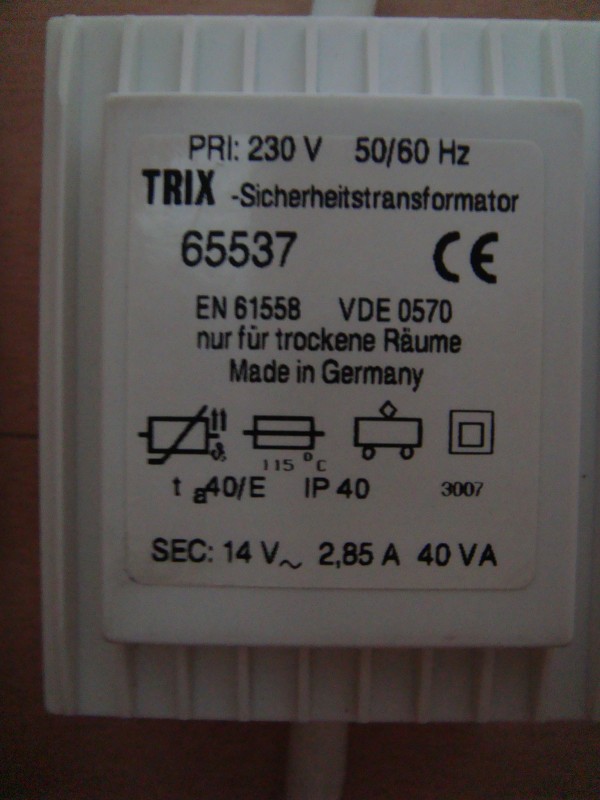 PRI: 230 V 50/60 Hz
TRIX -Sicherheitstransformator
65537 CE
EN 61558 VDE 0570
nur für trockene Räume
Made in Germany
115 °C
ta 40/E IP 40 3007
SEC: 14 V~ 2,85 A 40 VA